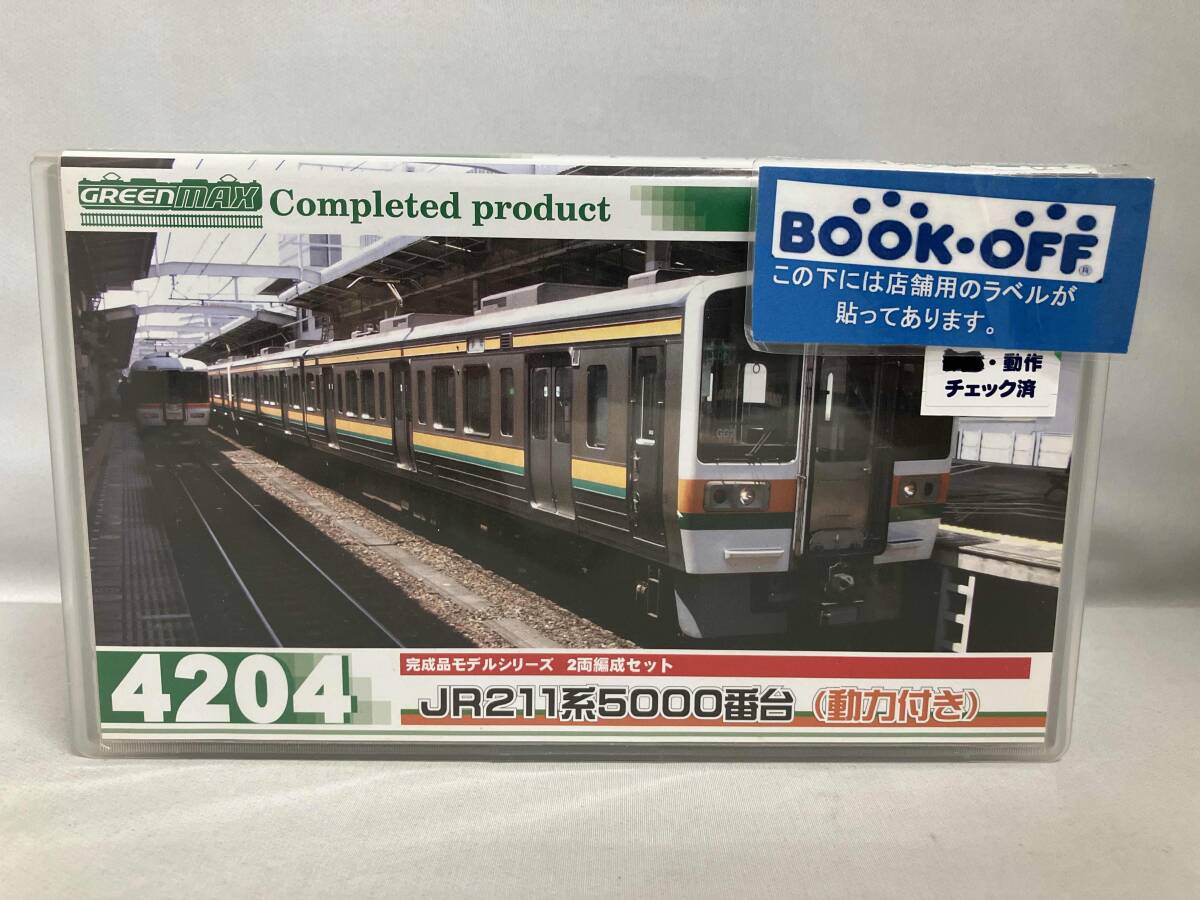 GREENMAX Completed product
BOOK・OFF®
この下には店舗用のラベルが
貼ってあります。
・動作
チェック済
4204
完成品モデルシリーズ 2両編成セット
JR211系5000番台(動力付き)